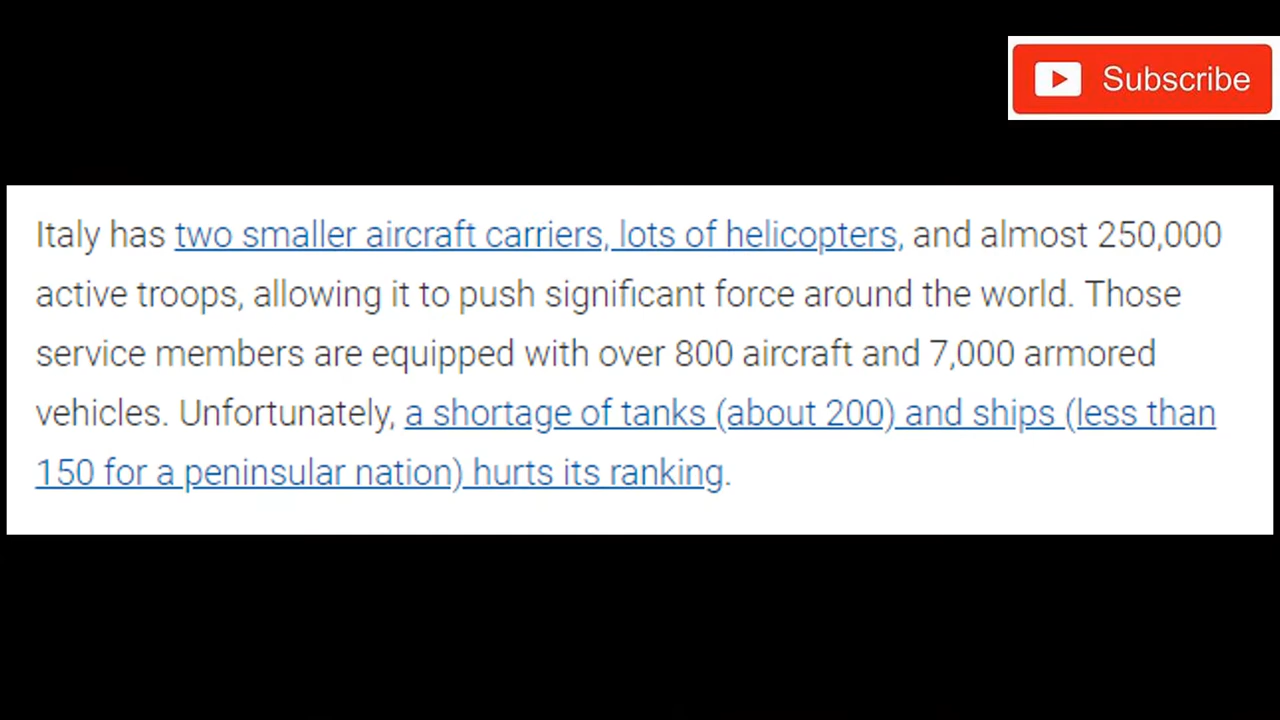 Subscribe
Italy has two smaller aircraft carriers, lots of helicopters, and almost 250,000
active troops, allowing it to push significant force around the world. Those
service members are equipped with over 800 aircraft and 7,000 armored
vehicles. Unfortunately, a shortage of tanks (about 200) and ships (less than
150 for a peninsular nation) hurts its ranking.